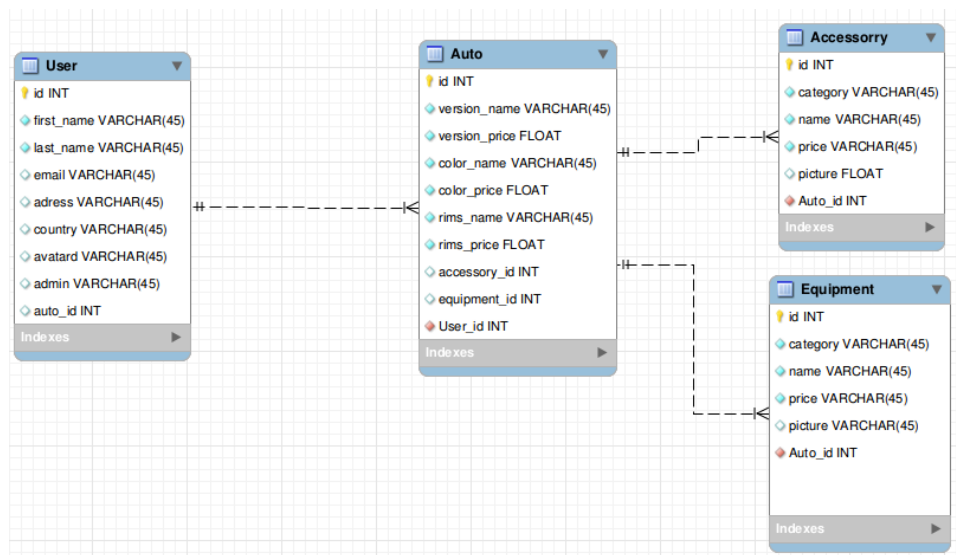 User
id INT
first_name VARCHAR(45)
last_name VARCHAR(45)
email VARCHAR(45)
adress VARCHAR(45)
country VARCHAR(45)
avatard VARCHAR(45)
admin VARCHAR(45)
auto_id INT
Indexes
Auto
id INT
version_name VARCHAR(45)
version_price FLOAT
color_name VARCHAR(45)
color_price FLOAT
rims_name VARCHAR(45)
rims_price FLOAT
accessory_id INT
equipment_id INT
User_id INT
Indexes
Accessorry
id INT
category VARCHAR(45)
name VARCHAR(45)
price VARCHAR(45)
picture FLOAT
Auto_id INT
Indexes
Equipment
id INT
category VARCHAR(45)
name VARCHAR(45)
price VARCHAR(45)
picture VARCHAR(45)
Auto_id INT
Indexes